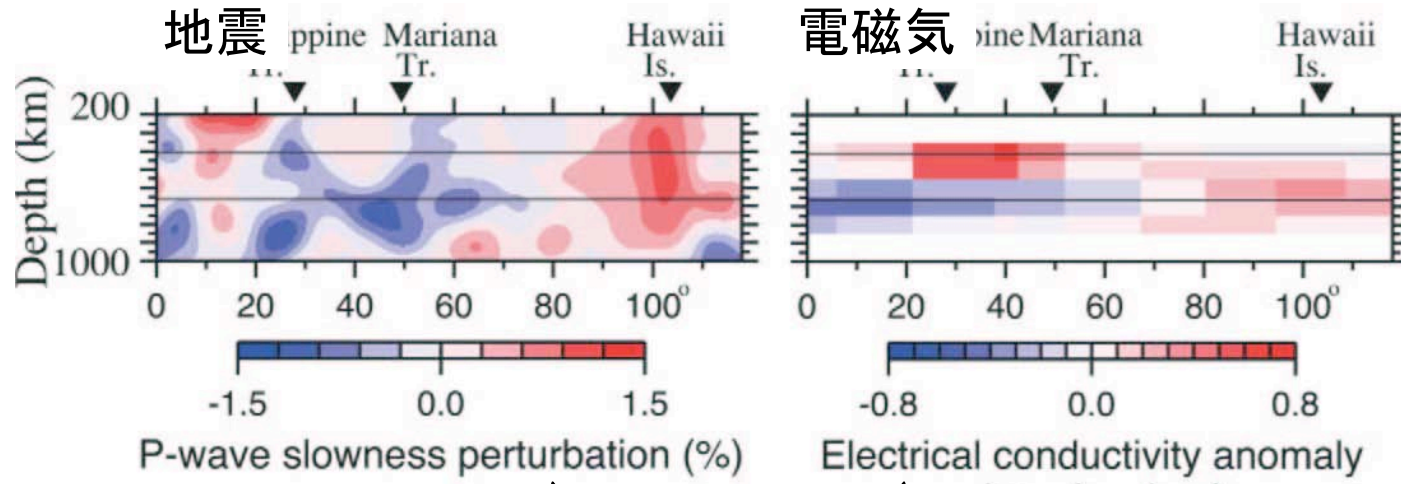 地震 ppine Mariana Hawaii
Tr. Tr. Is.
Depth (km)
200
1000
0 20 40 60 80 100°
-1.5 0.0 1.5
P-wave slowness perturbation (%)
電磁気 pine Mariana Hawaii
Tr. Tr. Is.
0 20 40 60 80 100°
-0.8 0.0 0.8
Electrical conductivity anomaly